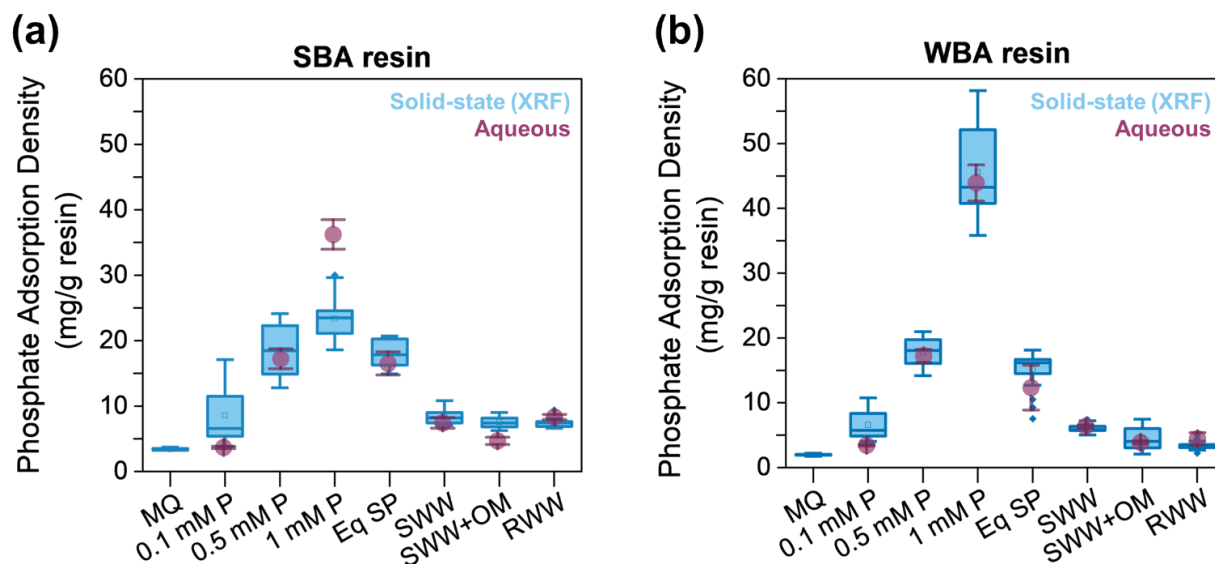 (a)
SBA resin
Solid-state (XRF)
Aqueous
Phosphate Adsorption Density
(mg/g resin)
60
50
40
30
20
10
0
MQ
0.1 mM P
0.5 mM P
1 mM P
Eq SP
SWW
SWW+OM
RWW
(b)
WBA resin
Solid-state (XRF)
Aqueous
Phosphate Adsorption Density
(mg/g resin)
60
50
40
30
20
10
0
MQ
0.1 mM P
0.5 mM P
1 mM P
Eq SP
SWW
SWW+OM
RWW